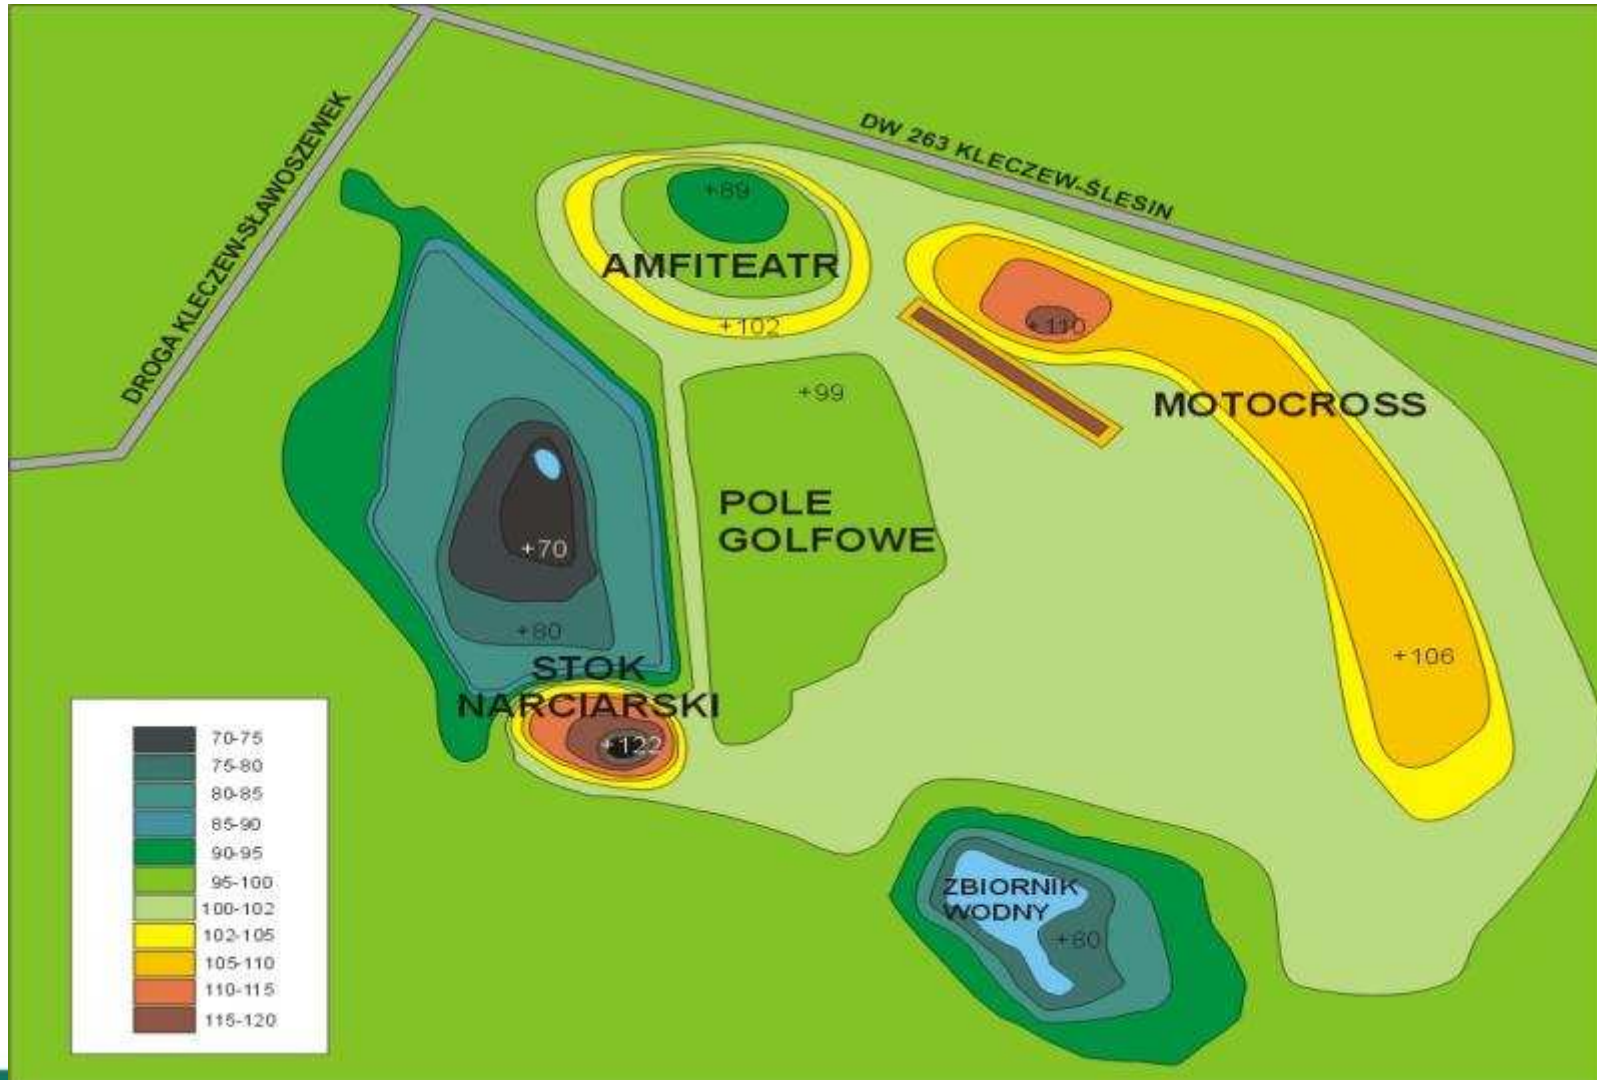 DROGA KLECZEW-SŁAWOSZEWEK
DW 263 KLECZEW-ŚLESIN
+89
AMFITEATR
+102
+110
MOTOCROSS
+99
POLE
GOLFOWE
+70
+80
STOK
NARCIARSKI
+122
+106
ZBIORNIK
WODNY
+80
70-75
75-80
80-85
85-90
90-95
95-100
100-102
102-105
105-110
110-115
115-120